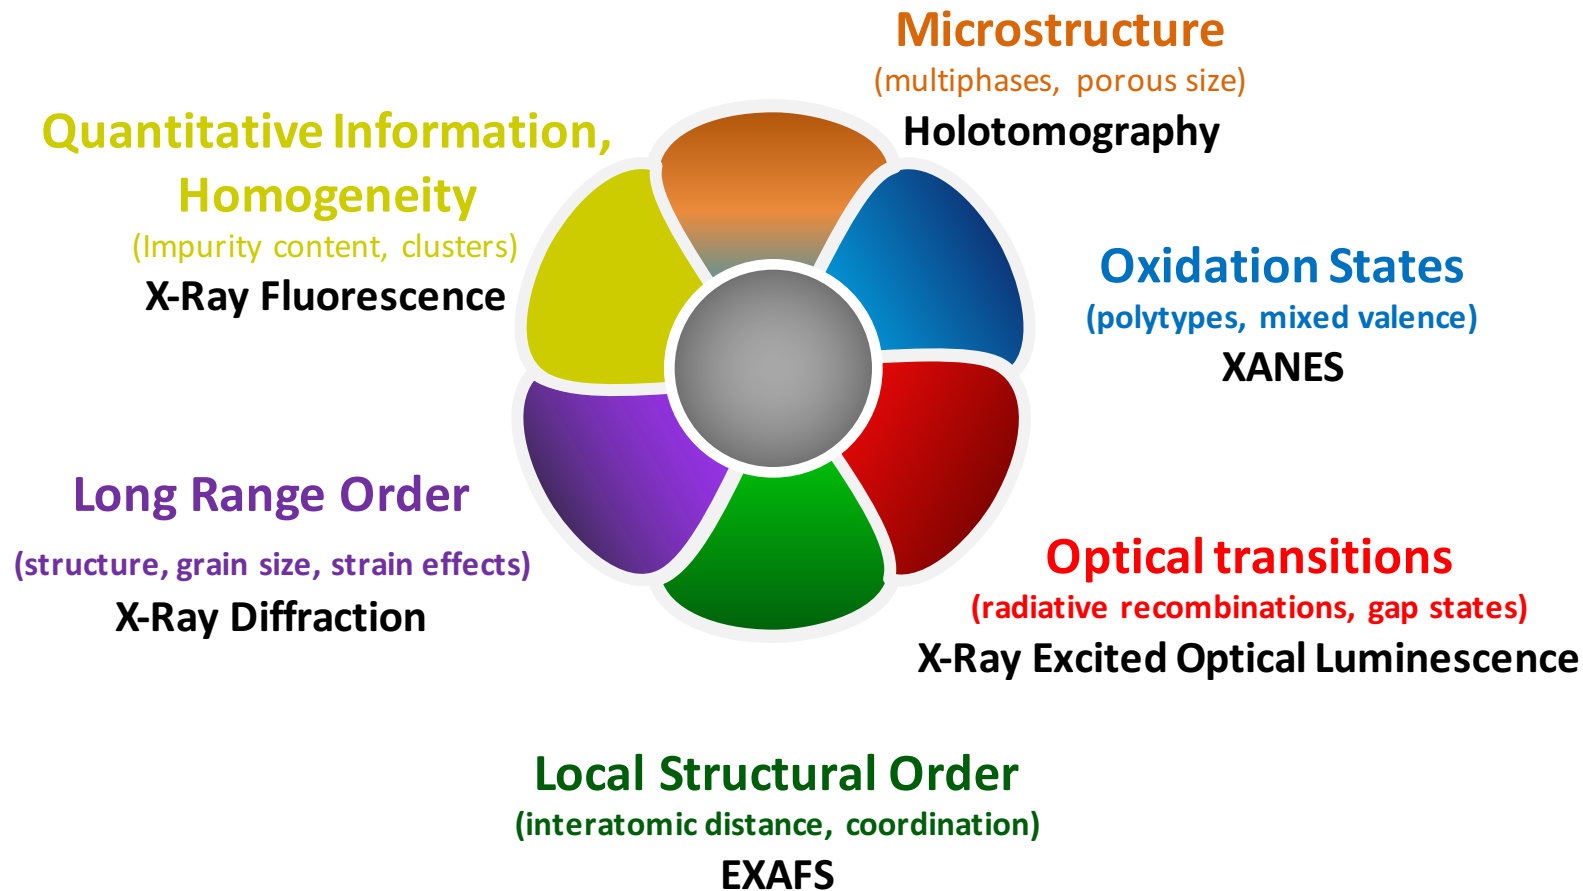 Microstructure
(multiphases, porous size)
Holotomography
Quantitative Information,
Homogeneity
(Impurity content, clusters)
X-Ray Fluorescence
Oxidation States
(polytypes, mixed valence)
XANES
Long Range Order
(structure, grain size, strain effects)
X-Ray Diffraction
Optical transitions
(radiative recombinations, gap states)
X-Ray Excited Optical Luminescence
Local Structural Order
(interatomic distance, coordination)
EXAFS